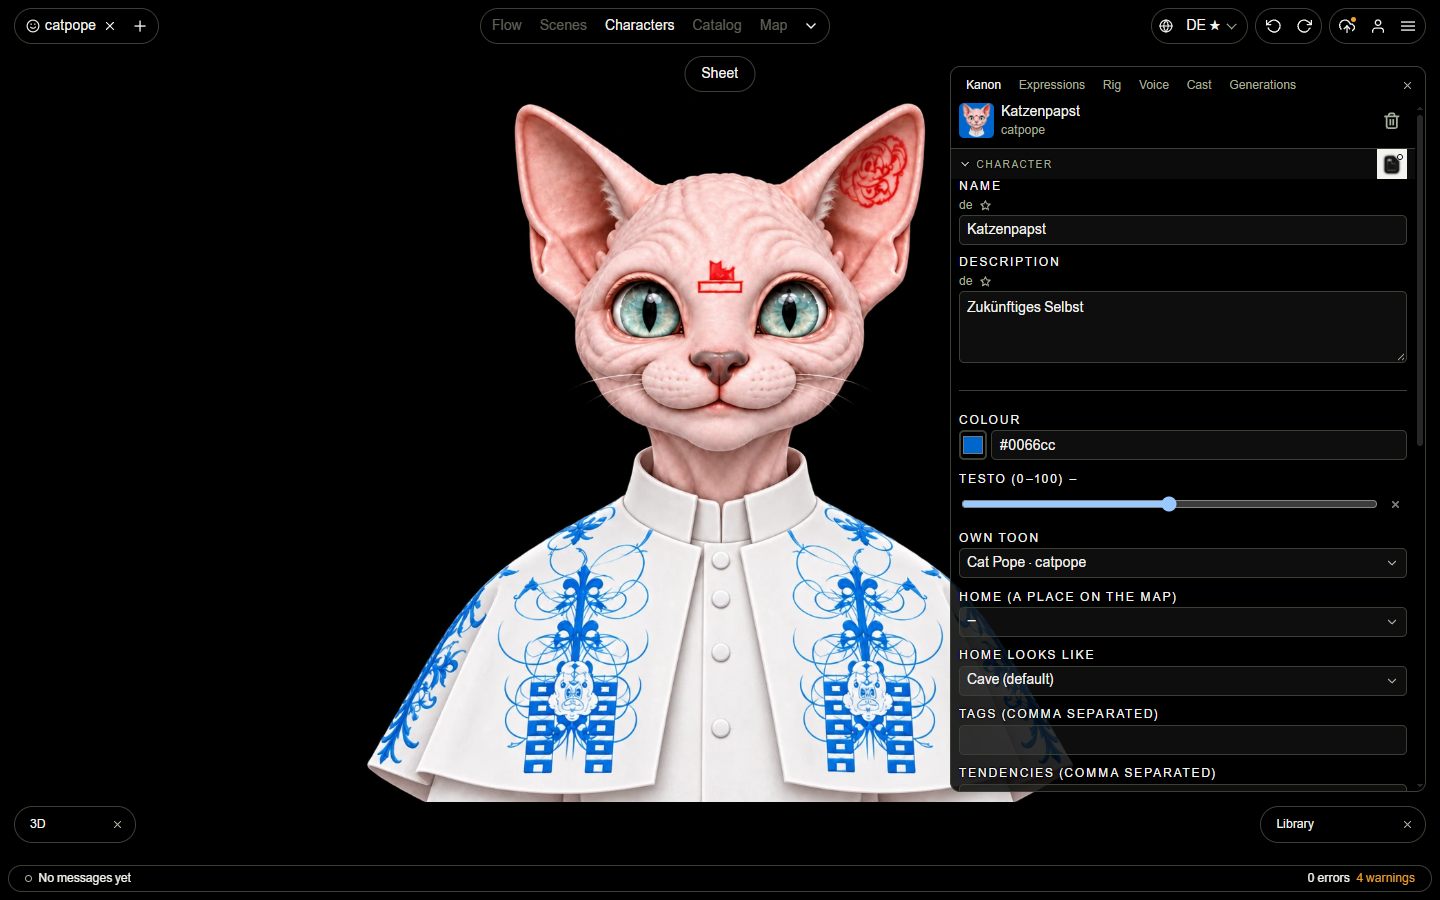 catpope
Flow Scenes Characters Catalog Map
DE ★
Sheet
Kanon Expressions Rig Voice Cast Generations
Katzenpapst
catpope
CHARACTER
NAME
de
Katzenpapst
DESCRIPTION
de
Zukünftiges Selbst
COLOUR
#0066cc
TESTO (0–100) –
OWN TOON
Cat Pope · catpope
HOME (A PLACE ON THE MAP)
—
HOME LOOKS LIKE
Cave (default)
TAGS (COMMA SEPARATED)
TENDENCIES (COMMA SEPARATED)
3D
Library
No messages yet
0 errors 4 warnings